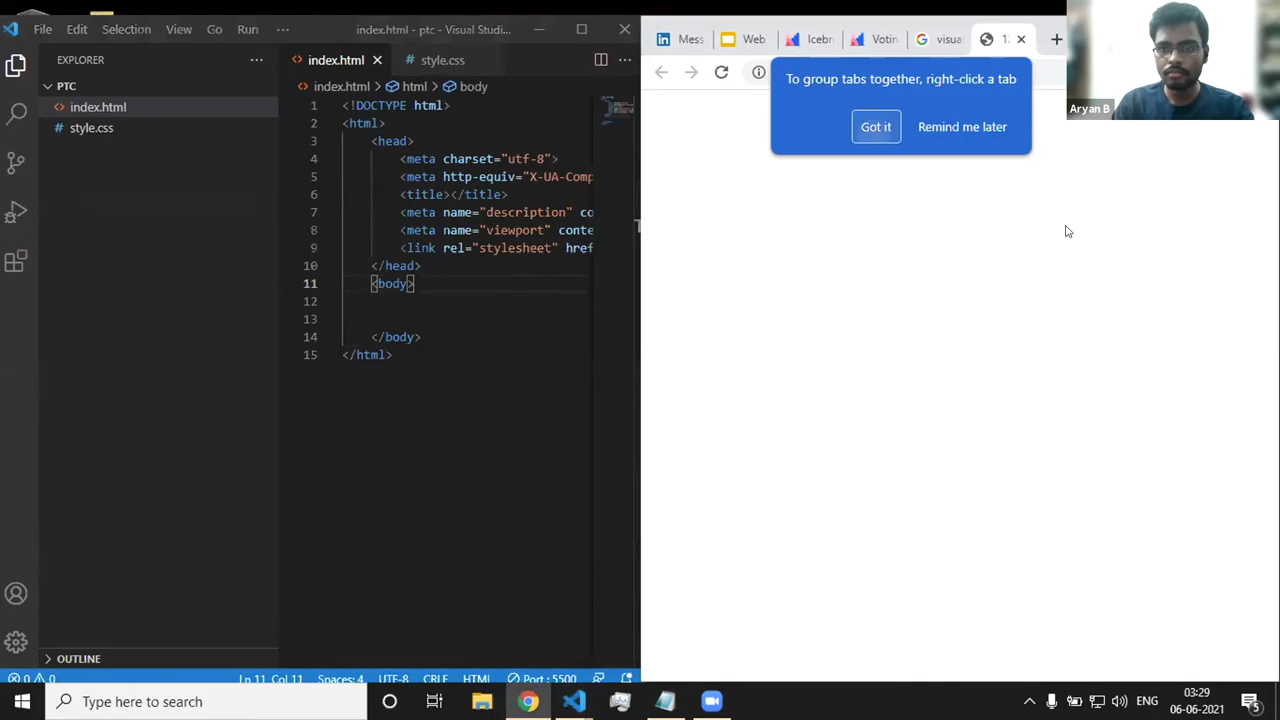 File Edit Selection View Go Run ··· index.html - ptc - Visual Studi...
EXPLORER ···
PTC
index.html
style.css
OUTLINE
index.html style.css ···
index.html > html > body
1 <!DOCTYPE html>
2 <html>
3 <head>
4 <meta charset="utf-8">
5 <meta http-equiv="X-UA-Comp
6 <title></title>
7 <meta name="description" co
8 <meta name="viewport" conte
9 <link rel="stylesheet" href
10 </head>
11 <body>
12
13
14 </body>
15 </html>
0 0 Ln 11, Col 11 Spaces: 4 UTF-8 CRLF HTML Port : 5500
Mess Web Icebr Votin visua 12
To group tabs together, right-click a tab
Got it Remind me later
Aryan B
Type here to search
ENG 03:29
06-06-2021 5